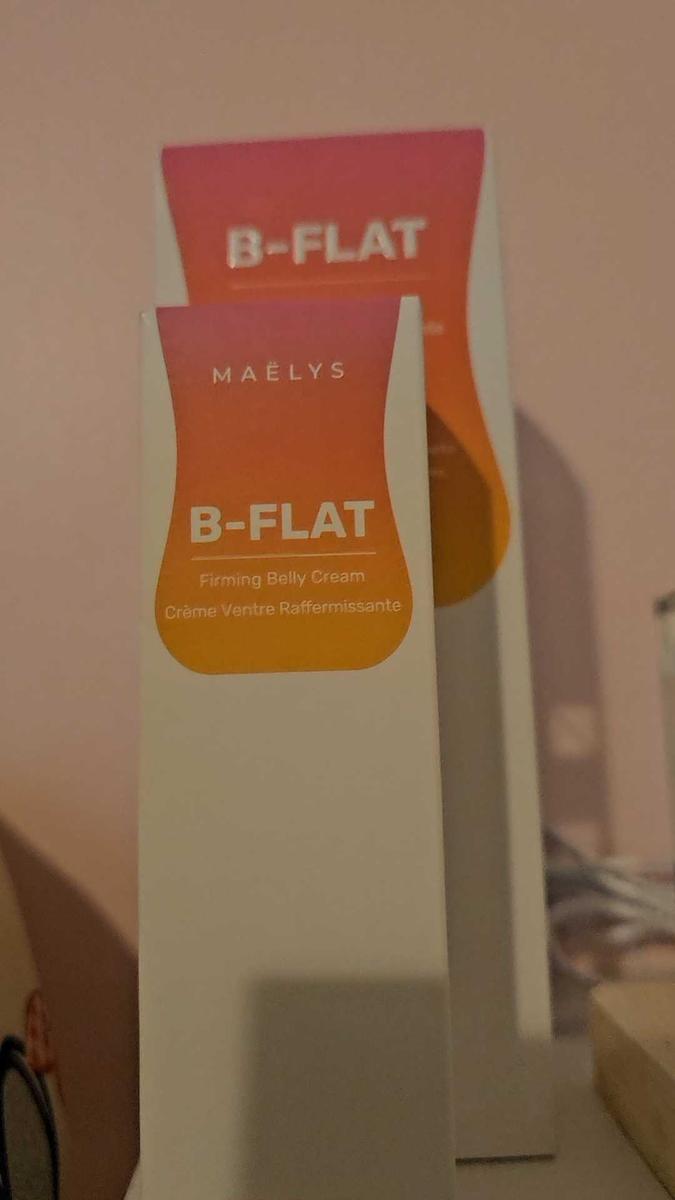 B-FLAT
MAËLYS
B-FLAT
Firming Belly Cream
Crème Ventre Raffermissante